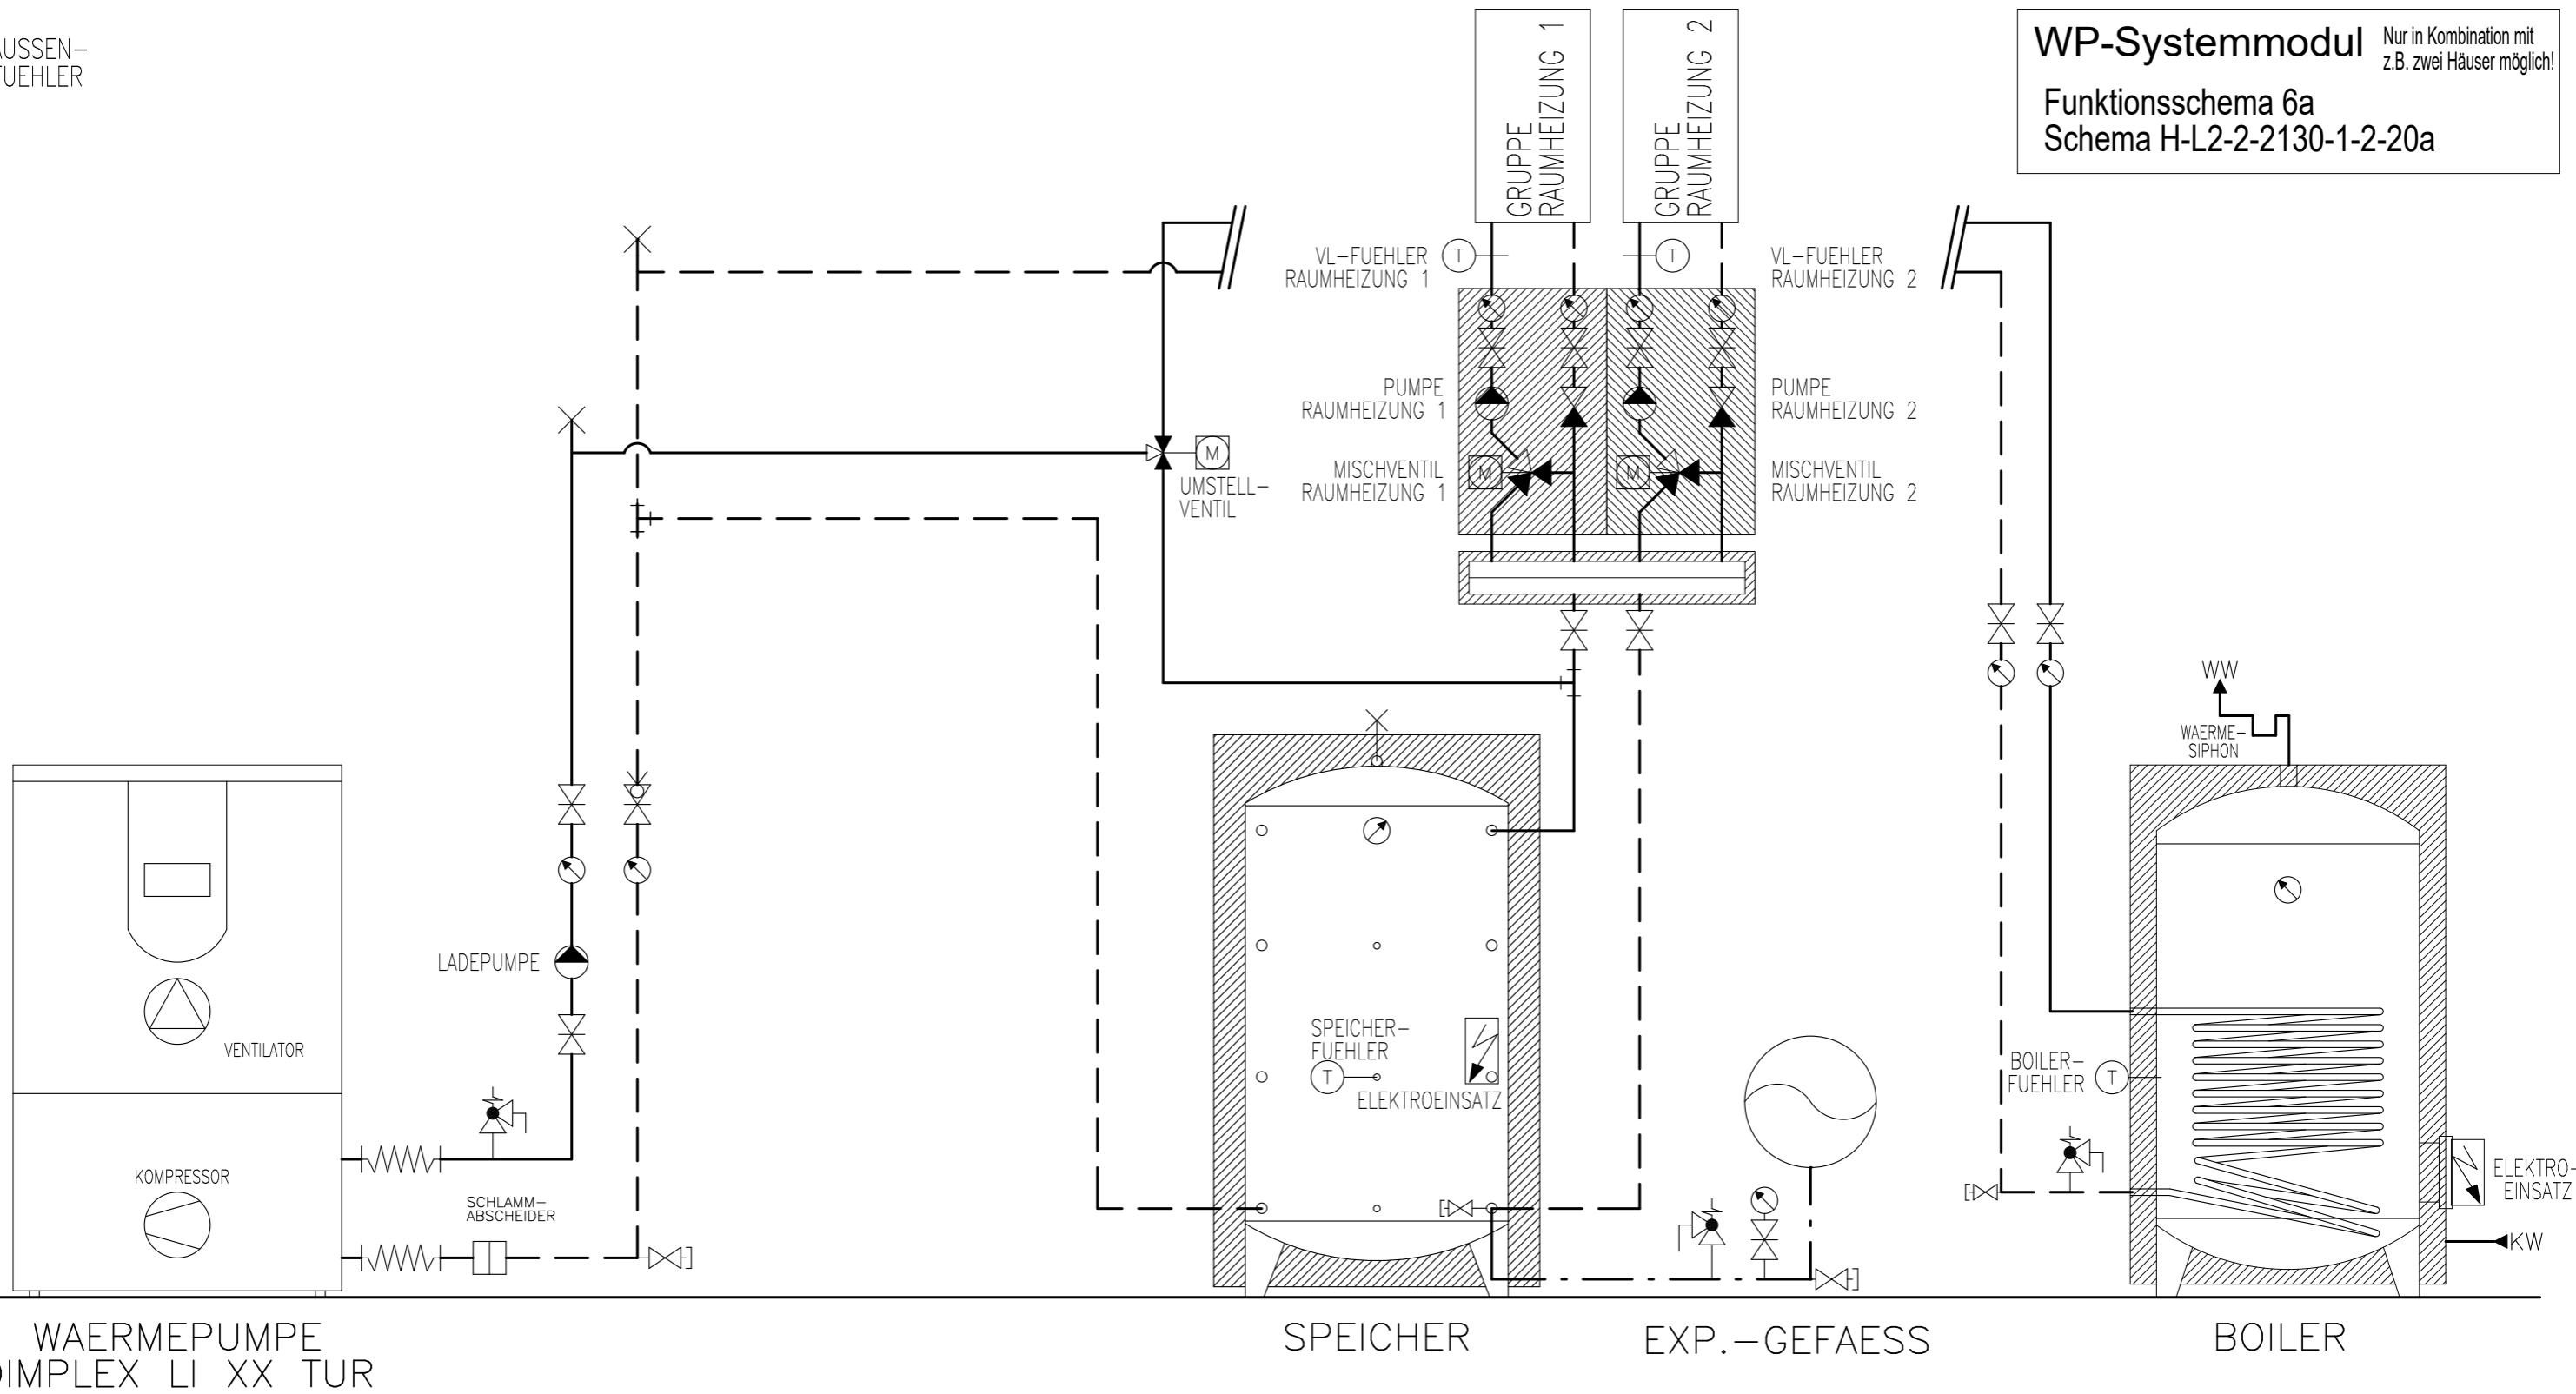 AUSSEN-
FUEHLER
GRUPPE
RAUMHEIZUNG 1
GRUPPE
RAUMHEIZUNG 2
WP-Systemmodul
Nur in Kombination mit
z.B. zwei Häuser möglich!
Funktionsschema 6a
Schema H-L2-2-2130-1-2-20a
VL-FUEHLER
RAUMHEIZUNG 1
T
T
VL-FUEHLER
RAUMHEIZUNG 2
PUMPE
RAUMHEIZUNG 1
PUMPE
RAUMHEIZUNG 2
M
UMSTELL-
VENTIL
MISCHVENTIL
RAUMHEIZUNG 1
M
M
MISCHVENTIL
RAUMHEIZUNG 2
WW
WAERME-
SIPHON
LADEPUMPE
VENTILATOR
SPEICHER-
FUEHLER
T
ELEKTROEINSATZ
BOILER-
FUEHLER
T
KOMPRESSOR
SCHLAMM-
ABSCHEIDER
ELEKTRO-
EINSATZ
KW
WAERMEPUMPE
DIMPLEX LI XX TUR
SPEICHER
EXP.-GEFAESS
BOILER